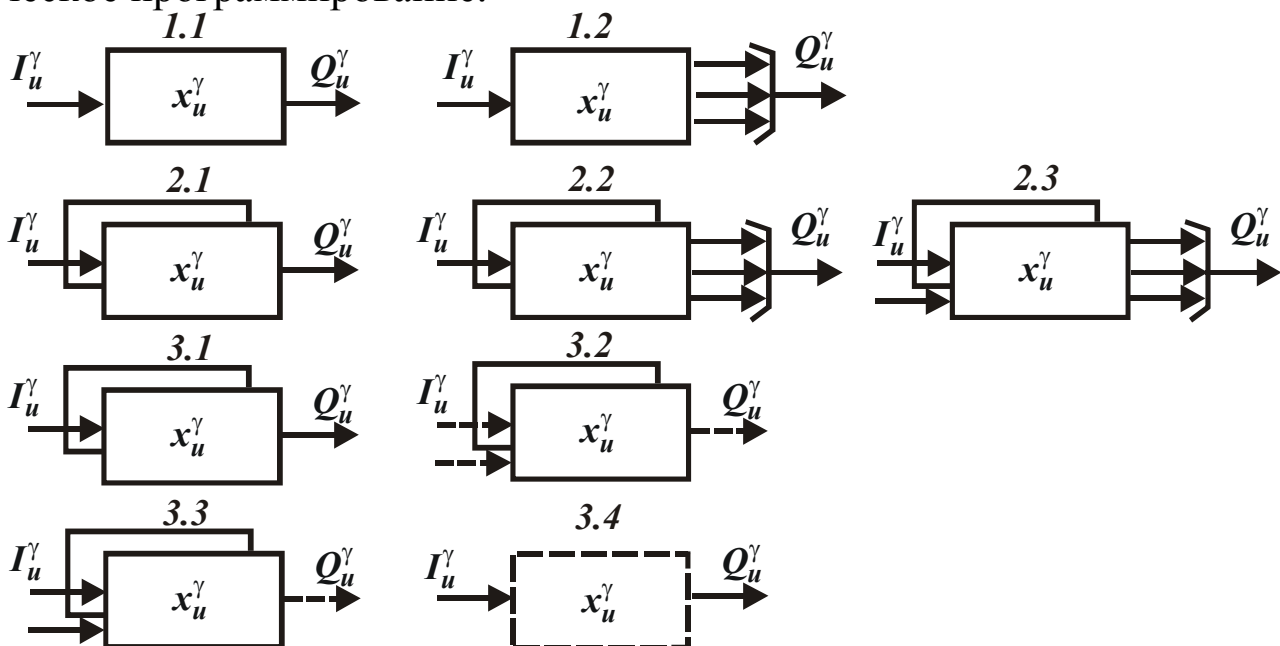 ческое программирование.
1.1 1.2
I_u^γ x_u^γ Q_u^γ I_u^γ x_u^γ Q_u^γ
2.1 2.2 2.3
I_u^γ x_u^γ Q_u^γ I_u^γ x_u^γ Q_u^γ I_u^γ x_u^γ Q_u^γ
3.1 3.2
I_u^γ x_u^γ Q_u^γ I_u^γ x_u^γ Q_u^γ
3.3 3.4
I_u^γ x_u^γ Q_u^γ I_u^γ x_u^γ Q_u^γ